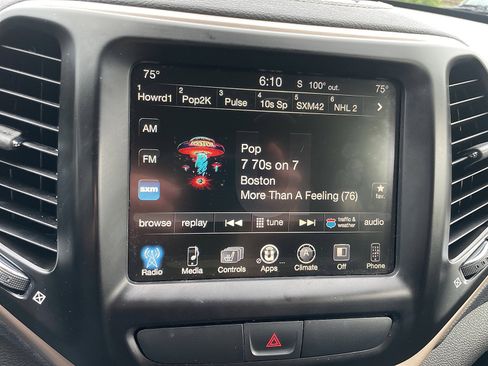 75° 6:10 S 100° out. 75°
1 Howrd1 2 Pop2K 3 Pulse 4 10s Sp 5 SXM42 6 NHL 2
AM
BOSTON
Pop
FM
7 70s on 7
Boston
sxm
More Than A Feeling (76)
fav.
browse replay tune traffic & weather audio
Radio Media Controls Apps Climate Off Phone